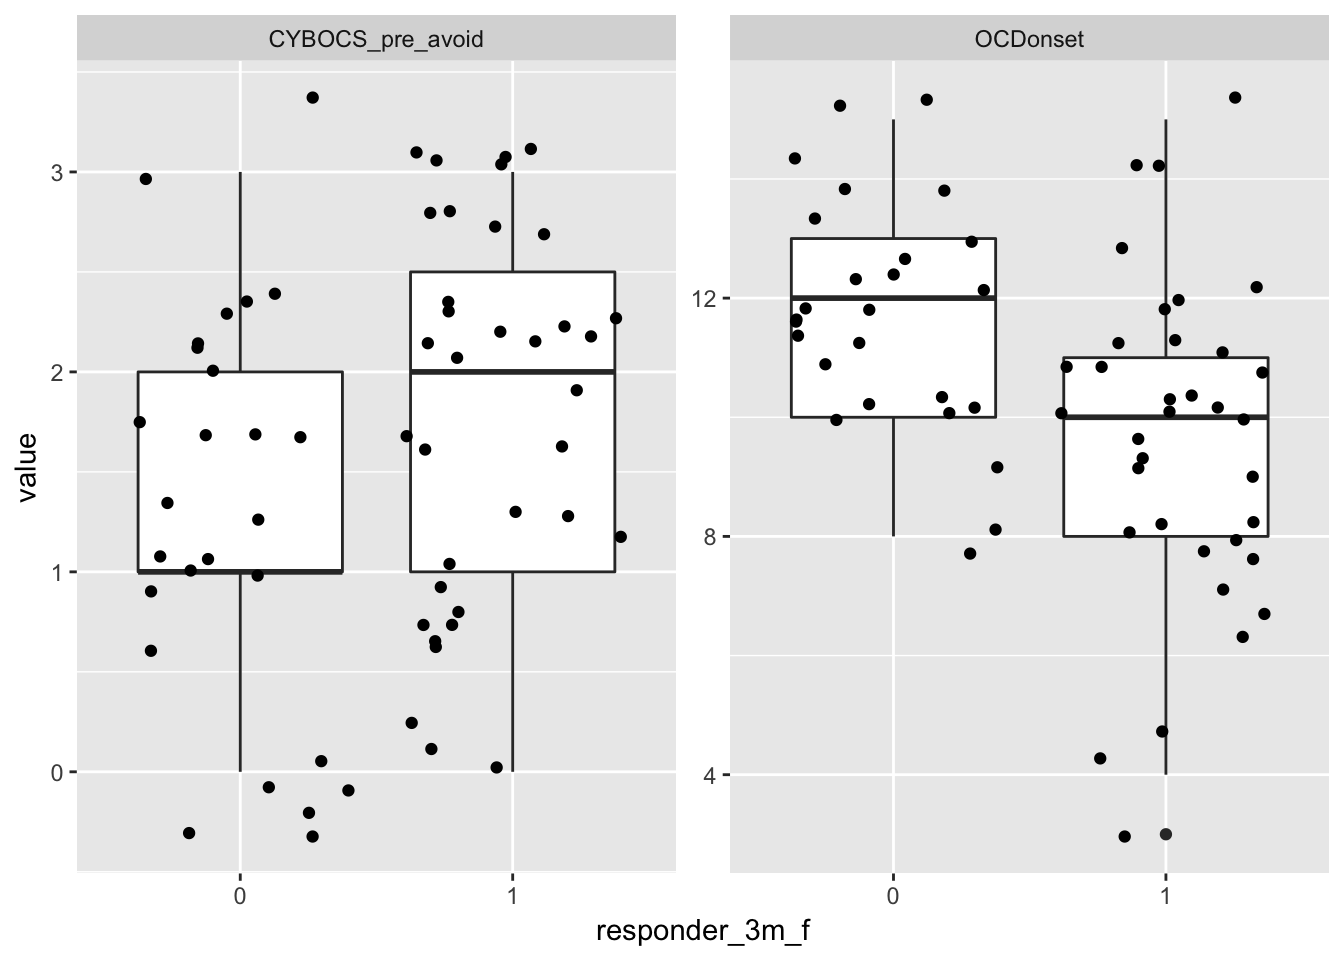 CYBOCS_pre_avoid OCDonset
3
2
1
0
12
8
4
value
0 1 0 1
responder_3m_f